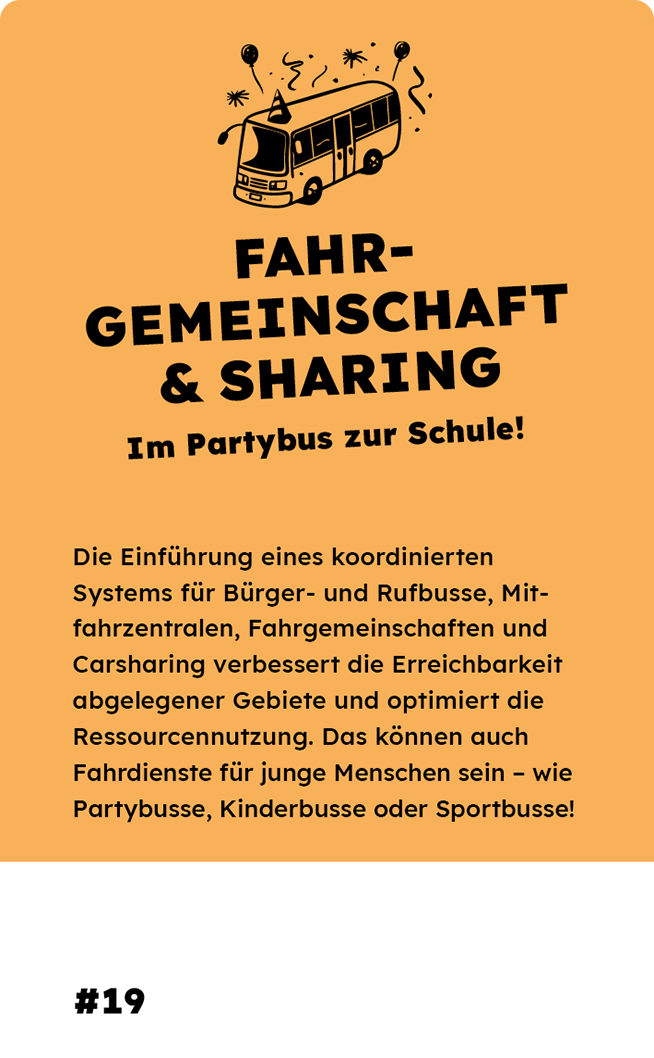 FAHR-
GEMEINSCHAFT
& SHARING
Im Partybus zur Schule!
Die Einführung eines koordinierten
Systems für Bürger- und Rufbusse, Mit-
fahrzentralen, Fahrgemeinschaften und
Carsharing verbessert die Erreichbarkeit
abgelegener Gebiete und optimiert die
Ressourcennutzung. Das können auch
Fahrdienste für junge Menschen sein – wie
Partybusse, Kinderbusse oder Sportbusse!
#19